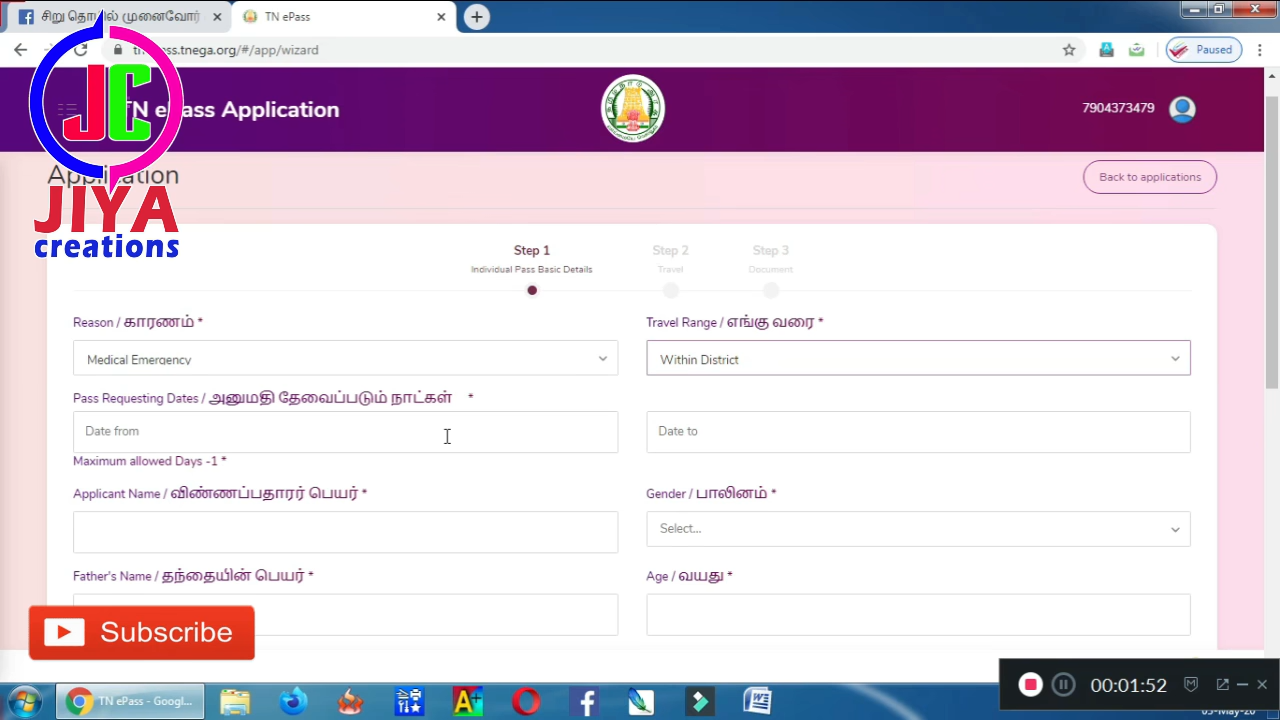 சிறு தொழில் முனைவோர்
TN ePass
ss.tnega.org/#/app/wizard
Paused
TN ePass Application
7904373479
Application
Back to applications
JC
JIYA
creations
Step 1
Step 2
Step 3
Individual Pass Basic Details
Travel
Document
Reason / காரணம் *
Travel Range / எங்கு வரை *
Medical Emergency
Within District
Pass Requesting Dates / அனுமதி தேவைப்படும் நாட்கள் *
Date from
Date to
Maximum allowed Days -1 *
Applicant Name / விண்ணப்பதாரர் பெயர் *
Gender / பாலினம் *
Select...
Father's Name / தந்தையின் பெயர் *
Age / வயது *
Subscribe
00:01:52
TN ePass - Googl...